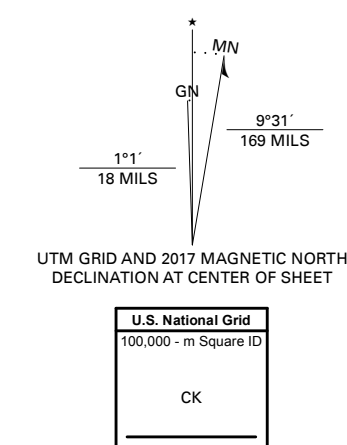 ★
MN
GN
9°31´
169 MILS
1°1´
18 MILS
UTM GRID AND 2017 MAGNETIC NORTH
DECLINATION AT CENTER OF SHEET
U.S. National Grid
100,000 - m Square ID
CK